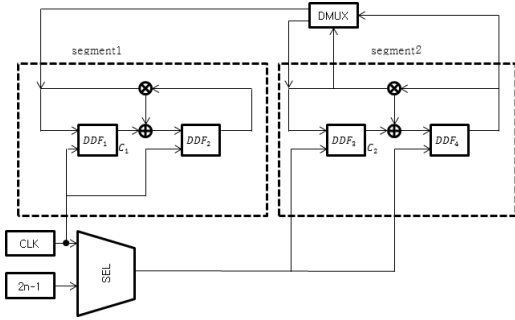 DMUX
segment1
segment2
DDF1
C1
DDF2
DDF3
C2
DDF4
CLK
SEL
2n-1